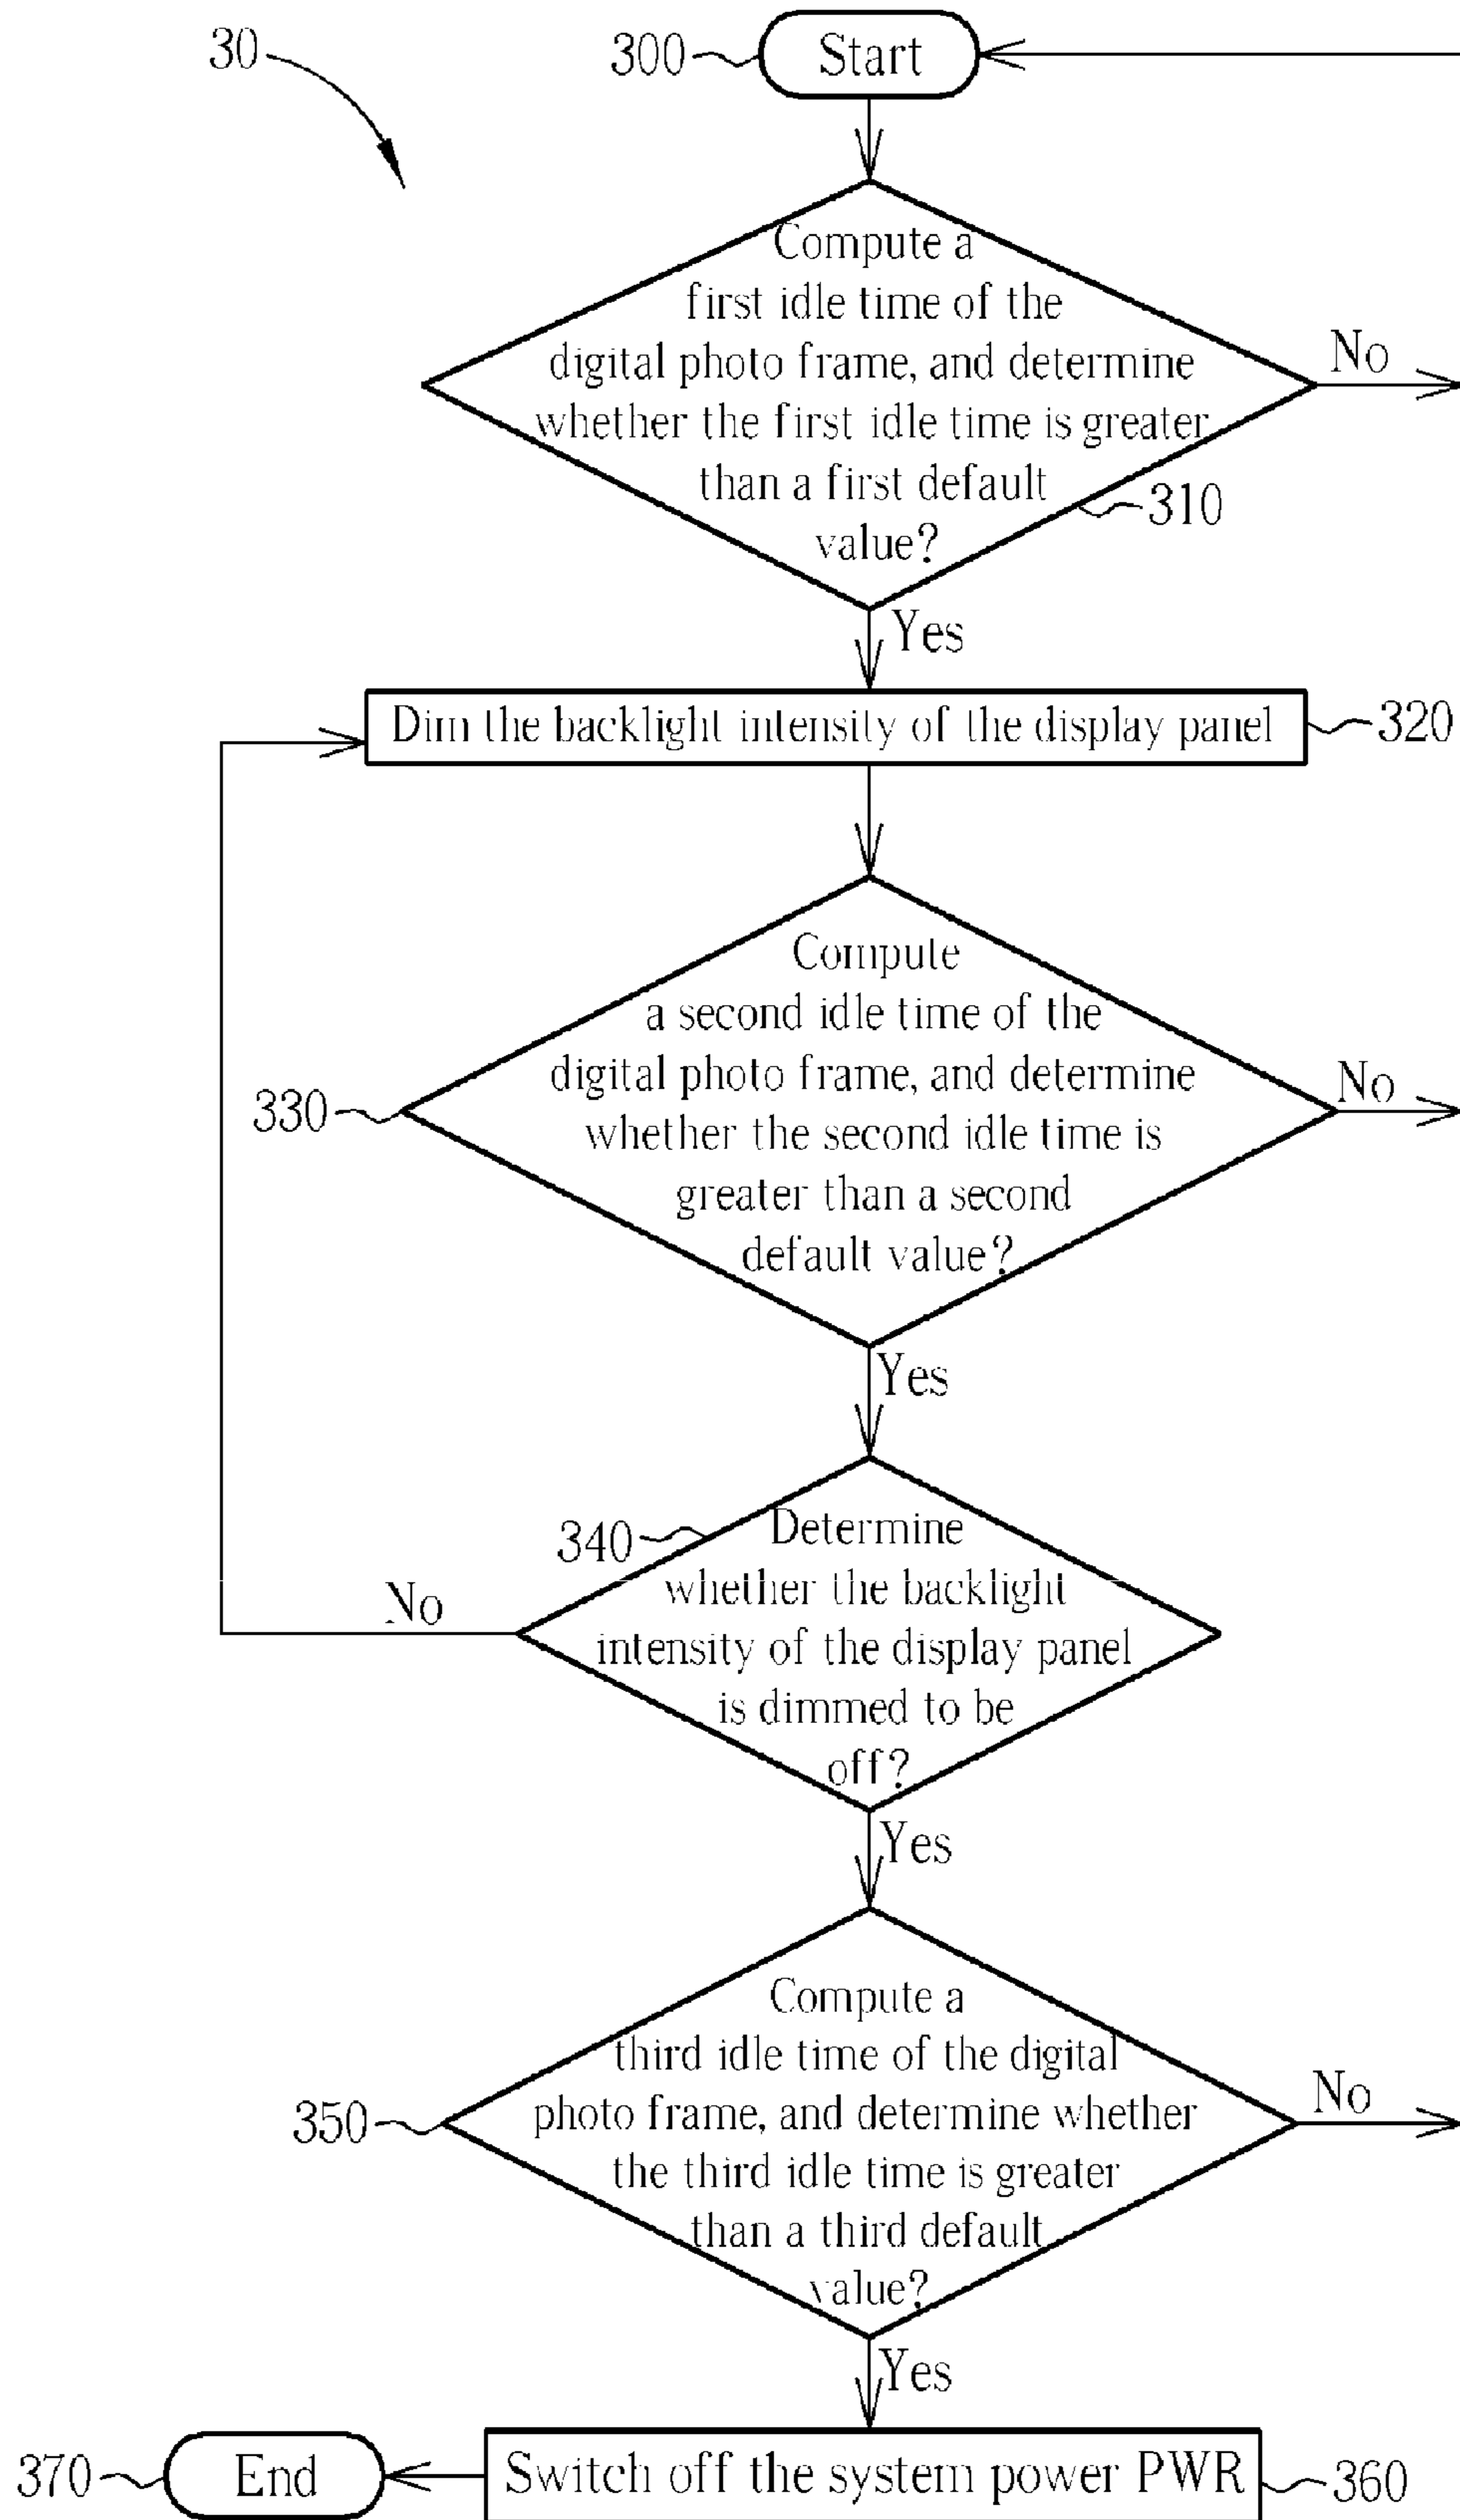 30
300
Start
Compute a
first idle time of the
digital photo frame, and determine
whether the first idle time is greater
than a first default
value?
No
310
Yes
Dim the backlight intensity of the display panel
320
Compute
a second idle time of the
digital photo frame, and determine
whether the second idle time is
greater than a second
default value?
330
No
Yes
340
Determine
whether the backlight
intensity of the display panel
is dimmed to be
off?
No
Yes
Compute a
third idle time of the digital
photo frame, and determine whether
the third idle time is greater
than a third default
value?
350
No
Yes
370
End
Switch off the system power PWR
360